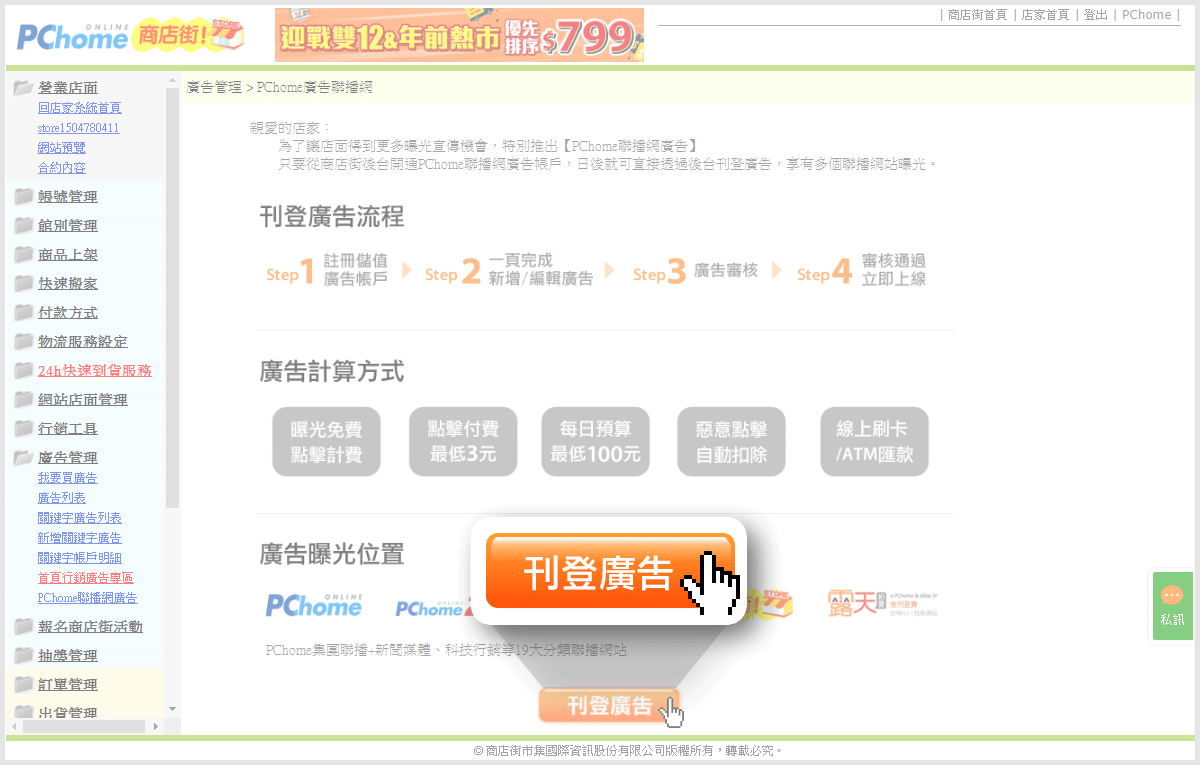 PChome ONLINE 商店街! STORE
迎戰雙12&年前熱市 優先排序 $799
商店街首頁 | 店家首頁 | 登出 | PChome |
營業店面
回店家系統首頁
store1504780411
網站預覽
合約內容
帳號管理
館別管理
商品上架
快速搬家
付款方式
物流服務設定
24h快速到貨服務
網站店面管理
行銷工具
廣告管理
我要買廣告
廣告列表
關鍵字廣告列表
新增關鍵字廣告
關鍵字帳戶明細
首頁行銷廣告專區
PChome聯播網廣告
報名商店街活動
抽獎管理
訂單管理
出貨管理
廣告管理 > PChome廣告聯播網
親愛的店家：
為了讓店面得到更多曝光宣傳機會，特別推出【PChome聯播網廣告】
只要從商店街後台開通PChome聯播網廣告帳戶，日後就可直接透過後台刊登廣告，享有多個聯播網站曝光。
刊登廣告流程
Step1 註冊儲值廣告帳戶
Step2 一頁完成新增/編輯廣告
Step3 廣告審核
Step4 審核通過立即上線
廣告計算方式
曝光免費
點擊計費
點擊付費
最低3元
每日預算
最低100元
惡意點擊
自動扣除
線上刷卡
/ATM匯款
廣告曝光位置
刊登廣告
PChome ONLINE
PChome
STORE
露天
PChome集團聯播+新聞媒體、科技行銷等19大分類聯播網站
刊登廣告
私訊
©商店街市集國際資訊股份有限公司版權所有，轉載必究。